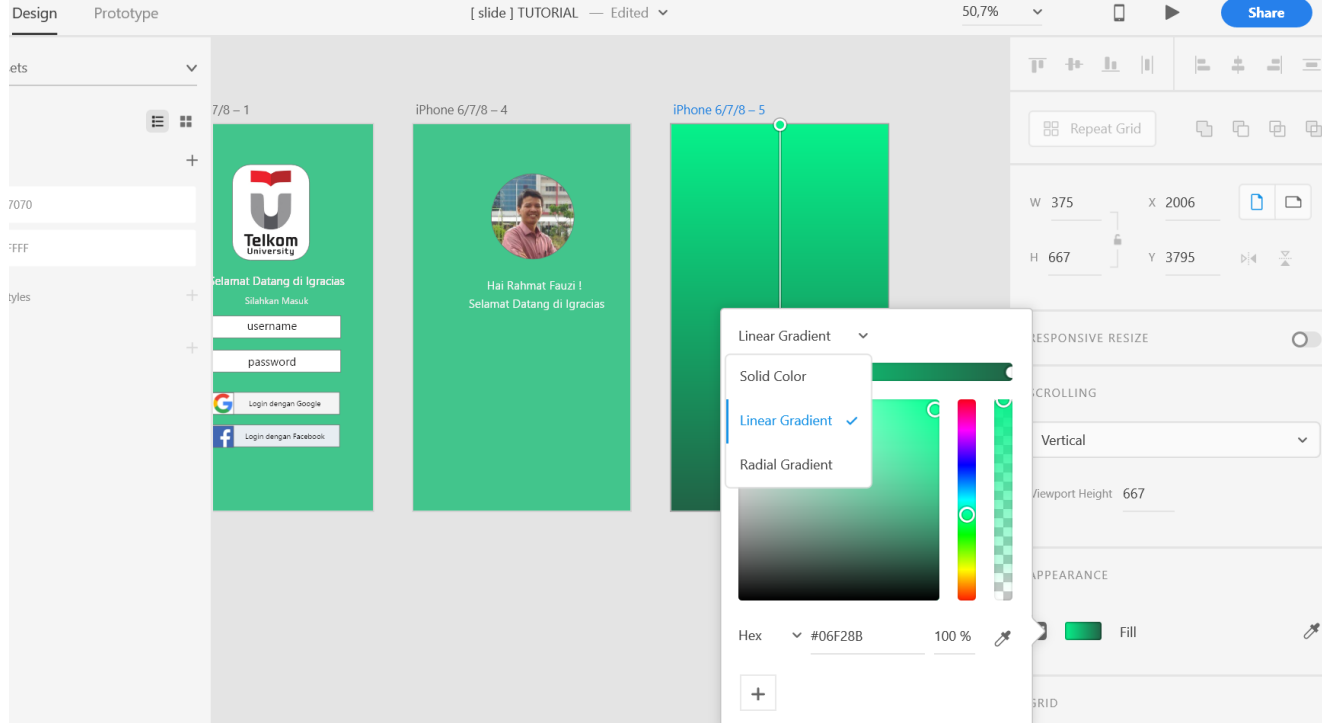 Design Prototype [ slide ] TUTORIAL — Edited 50,7% Share
ets
7/8 – 1 iPhone 6/7/8 – 4 iPhone 6/7/8 – 5
Repeat Grid
7070
FFFF
tyles
Telkom
University
Selamat Datang di Igracias
Silahkan Masuk
username
password
Login dengan Google
Login dengan Facebook
Hai Rahmat Fauzi !
Selamat Datang di Igracias
W 375 X 2006
H 667 Y 3795
RESPONSIVE RESIZE
SCROLLING
Vertical
Viewport Height 667
APPEARANCE
Fill
GRID
Linear Gradient
Solid Color
Linear Gradient
Radial Gradient
Hex #06F28B 100 %